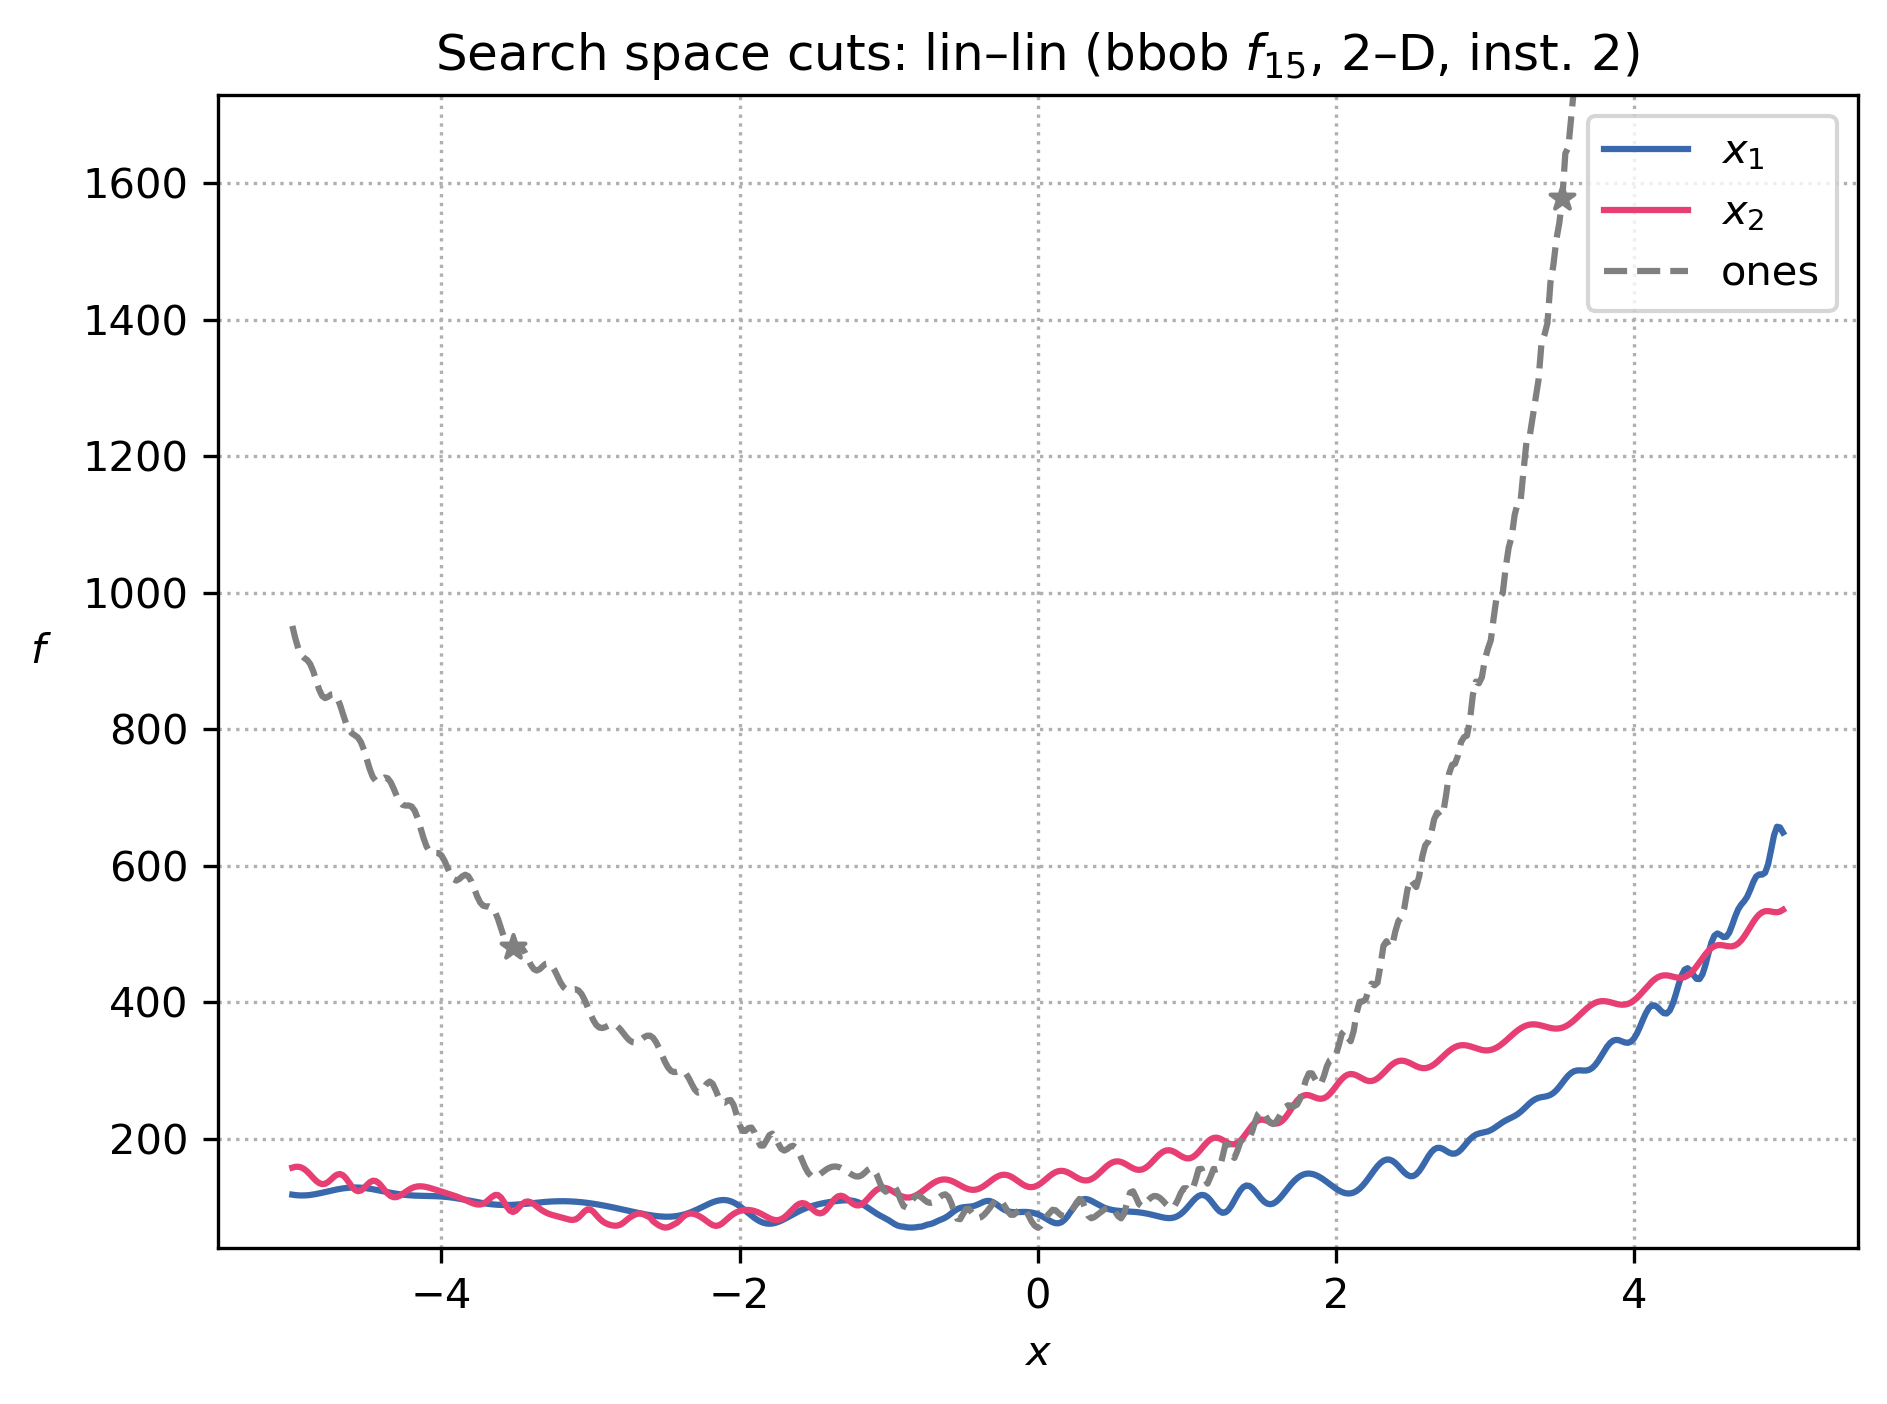 Search space cuts: lin–lin (bbob f15, 2–D, inst. 2)
x1
x2
ones
1600
1400
1200
1000
800
600
400
200
f
−4
−2
0
2
4
x